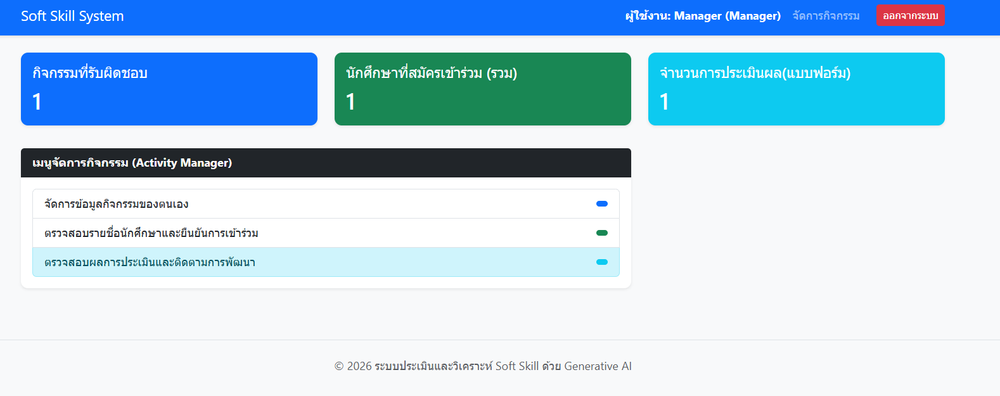 Soft Skill System
ผู้ใช้งาน: Manager (Manager) จัดการกิจกรรม ออกจากระบบ
กิจกรรมที่รับผิดชอบ
1
นักศึกษาที่สมัครเข้าร่วม (รวม)
1
จำนวนการประเมินผล(แบบฟอร์ม)
1
เมนูจัดการกิจกรรม (Activity Manager)
จัดการข้อมูลกิจกรรมของตนเอง
ตรวจสอบรายชื่อนักศึกษาและยืนยันการเข้าร่วม
ตรวจสอบผลการประเมินและติดตามการพัฒนา
© 2026 ระบบประเมินและวิเคราะห์ Soft Skill ด้วย Generative AI